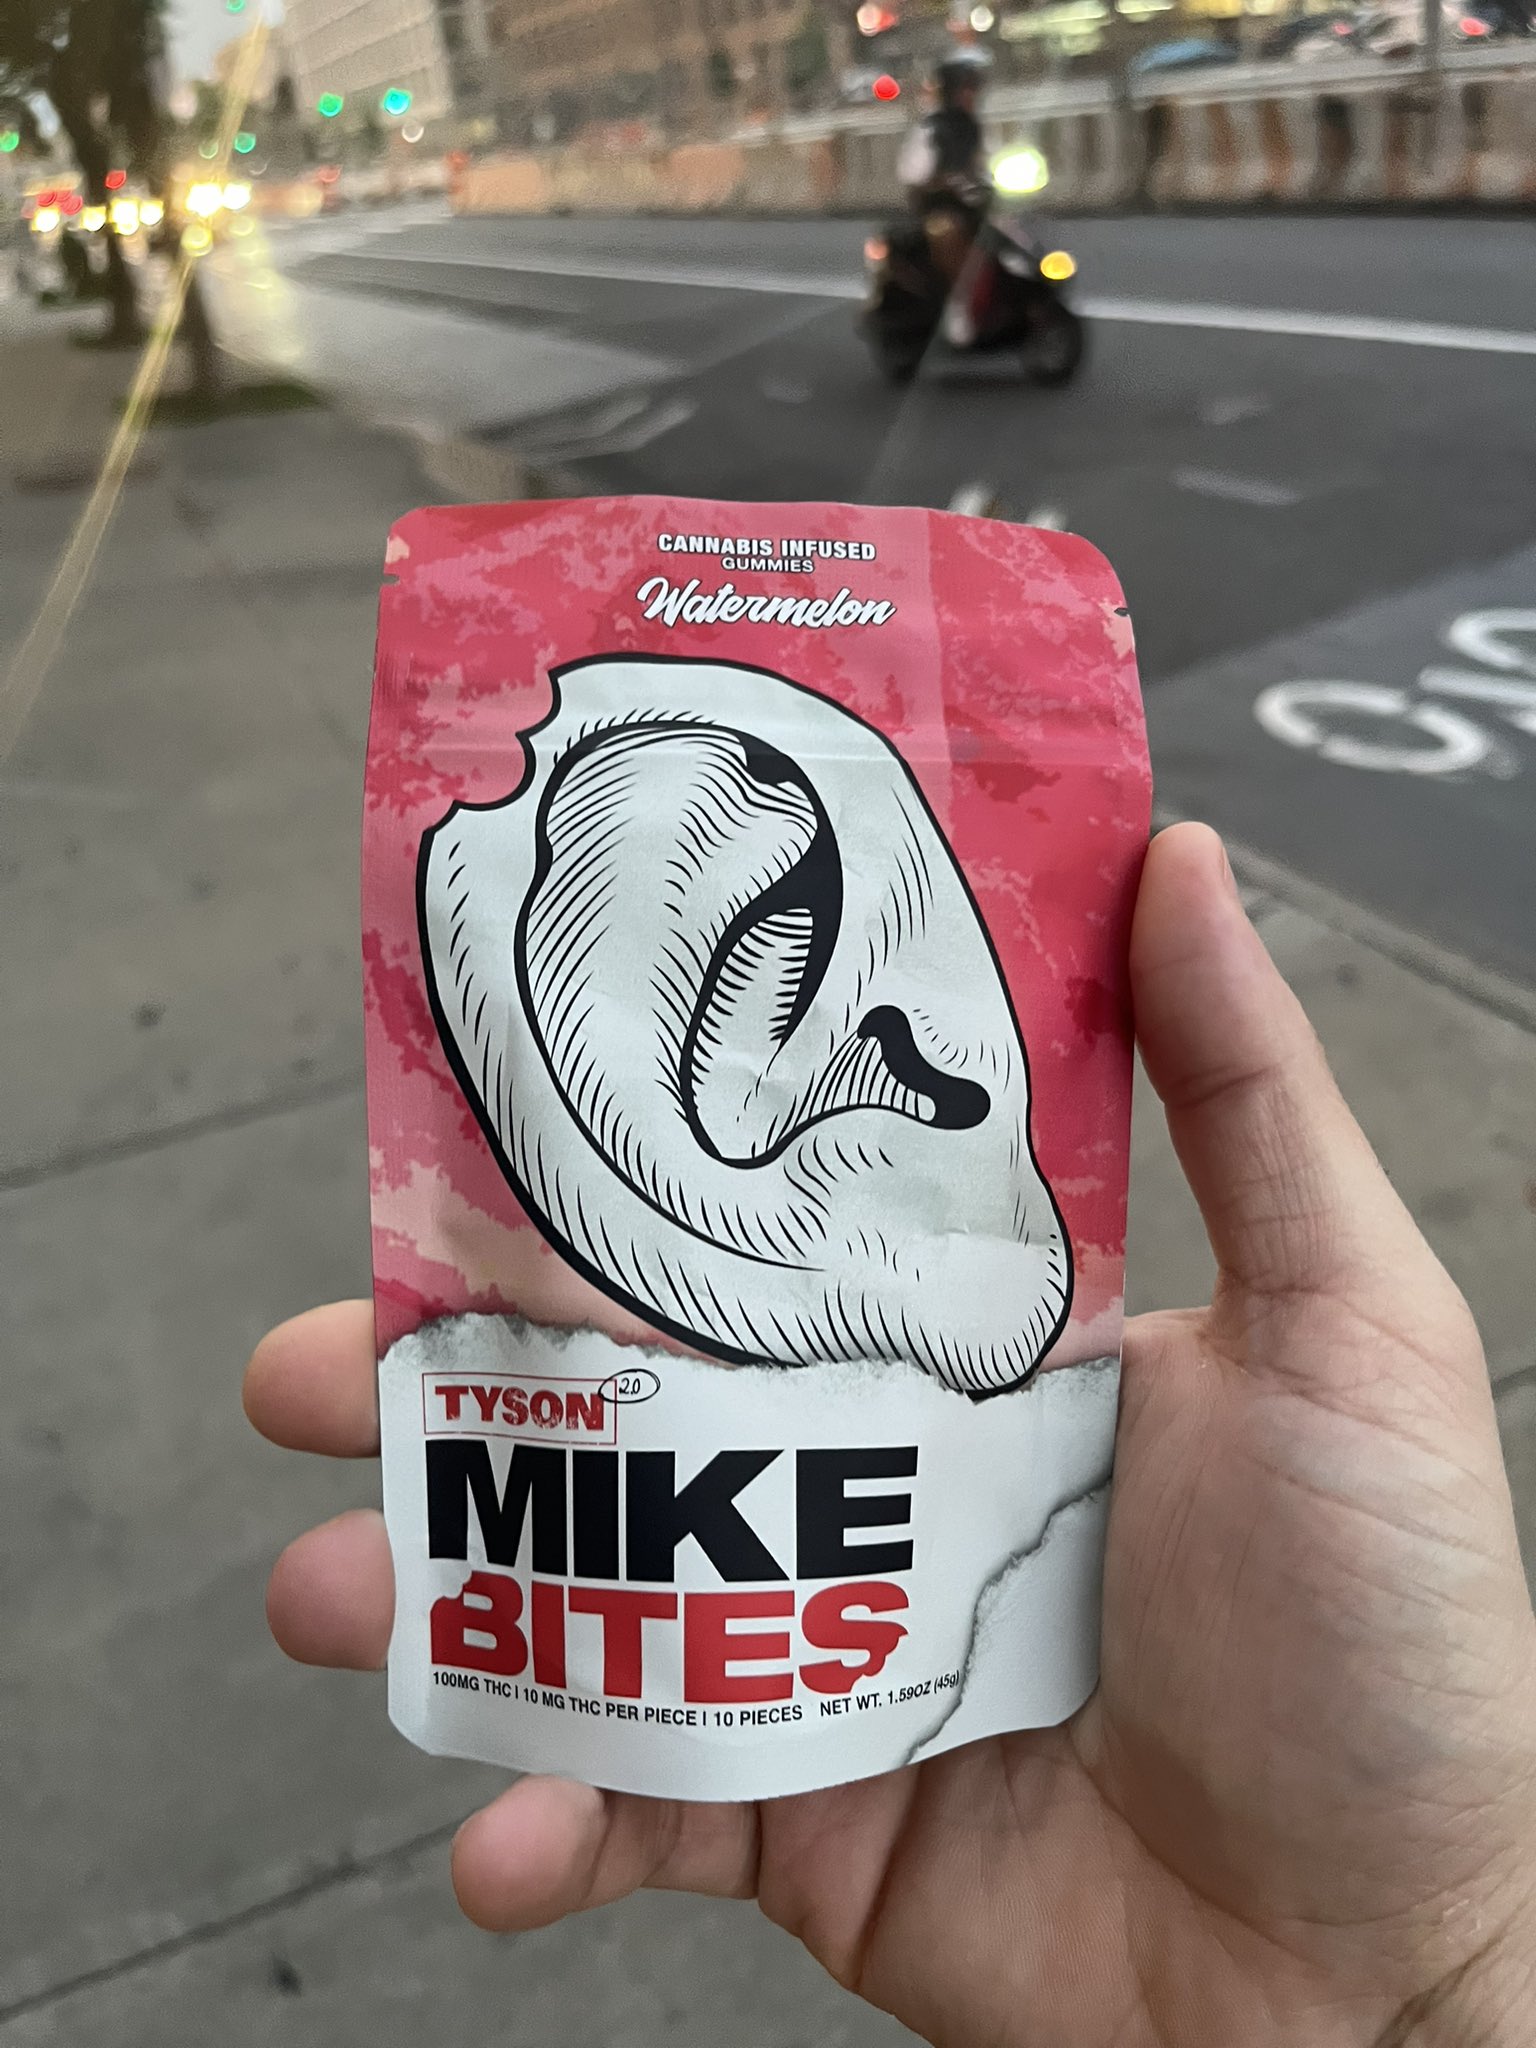 CANNABIS INFUSED
GUMMIES
Watermelon
TYSON 2.0
MIKE
BITES
100MG THC | 10 MG THC PER PIECE | 10 PIECES NET WT. 1.59OZ (45g)